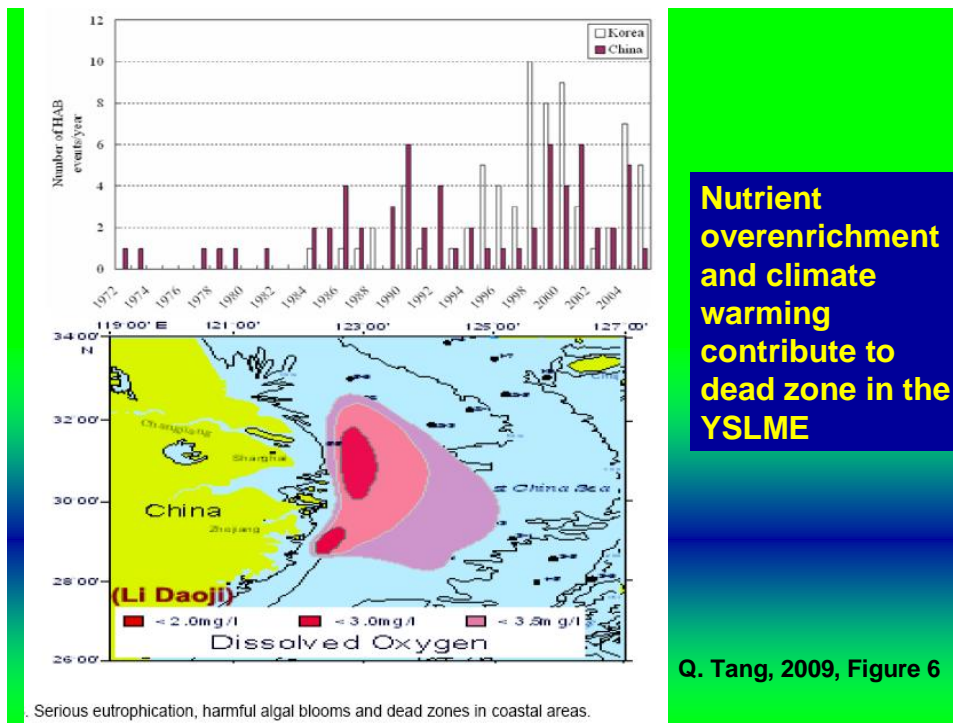 12
10
8
6
4
2
0
Number of HAB
events/year
Korea
China
1972
1974
1976
1978
1980
1982
1984
1986
1988
1990
1992
1994
1996
1998
2000
2002
2004
Nutrient
overenrichment
and climate
warming
contribute to
dead zone in the
YSLME
119 00' E 121 00' 123 00' 125 00' 127 00'
34 00'
N
32 00'
30 00'
28 00'
26 00'
Changjiang
Shanghai
China
Zhejiang
China Sea
(Li Daoji)
< 2.0mg/l < 3.0mg/l < 3.5mg/l
Dissolved Oxygen
Q. Tang, 2009, Figure 6
. Serious eutrophication, harmful algal blooms and dead zones in coastal areas.